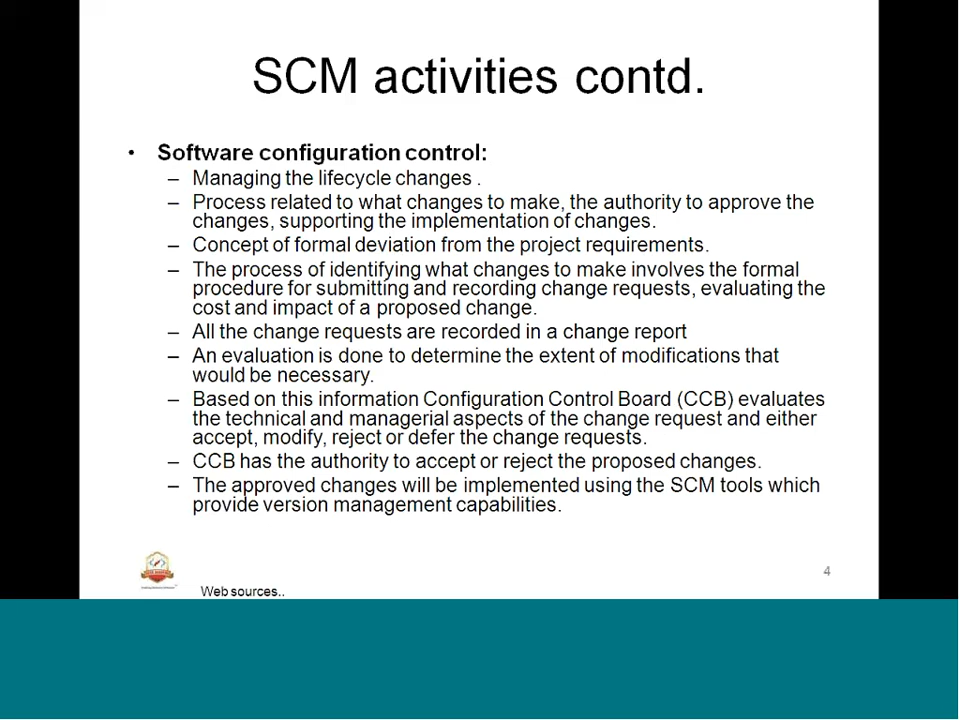 SCM activities contd.
• Software configuration control:
– Managing the lifecycle changes .
– Process related to what changes to make, the authority to approve the
changes, supporting the implementation of changes.
– Concept of formal deviation from the project requirements.
– The process of identifying what changes to make involves the formal
procedure for submitting and recording change requests, evaluating the
cost and impact of a proposed change.
– All the change requests are recorded in a change report
– An evaluation is done to determine the extent of modifications that
would be necessary.
– Based on this information Configuration Control Board (CCB) evaluates
the technical and managerial aspects of the change request and either
accept, modify, reject or defer the change requests.
– CCB has the authority to accept or reject the proposed changes.
– The approved changes will be implemented using the SCM tools which
provide version management capabilities.
4
Web sources..